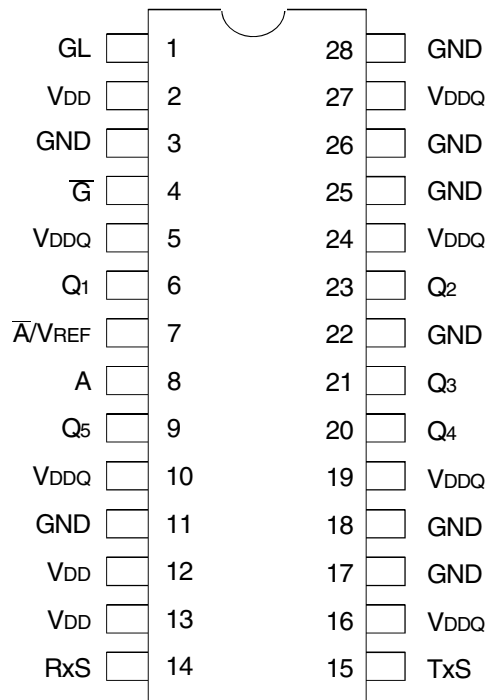 GL 1 28 GND
VDD 2 27 VDDQ
GND 3 26 GND
G̅ 4 25 GND
VDDQ 5 24 VDDQ
Q1 6 23 Q2
A̅/VREF 7 22 GND
A 8 21 Q3
Q5 9 20 Q4
VDDQ 10 19 VDDQ
GND 11 18 GND
VDD 12 17 GND
VDD 13 16 VDDQ
RxS 14 15 TxS